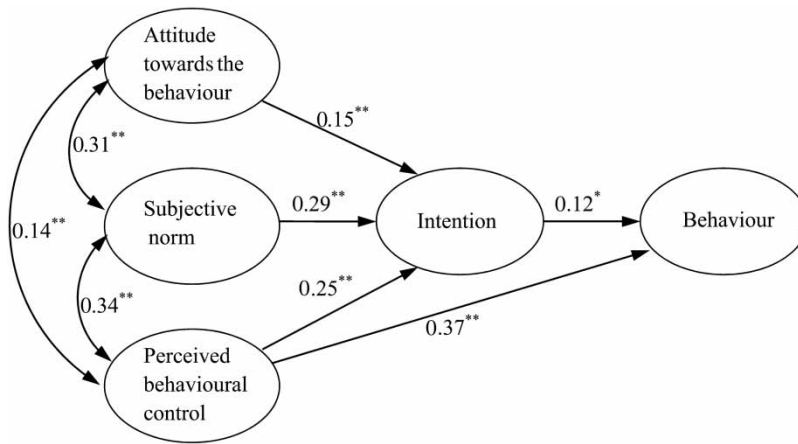 Attitude
towards the
behaviour
0.15**
0.31**
Subjective
norm
0.29**
Intention
0.12*
Behaviour
0.14**
0.34**
0.25**
0.37**
Perceived
behavioural
control